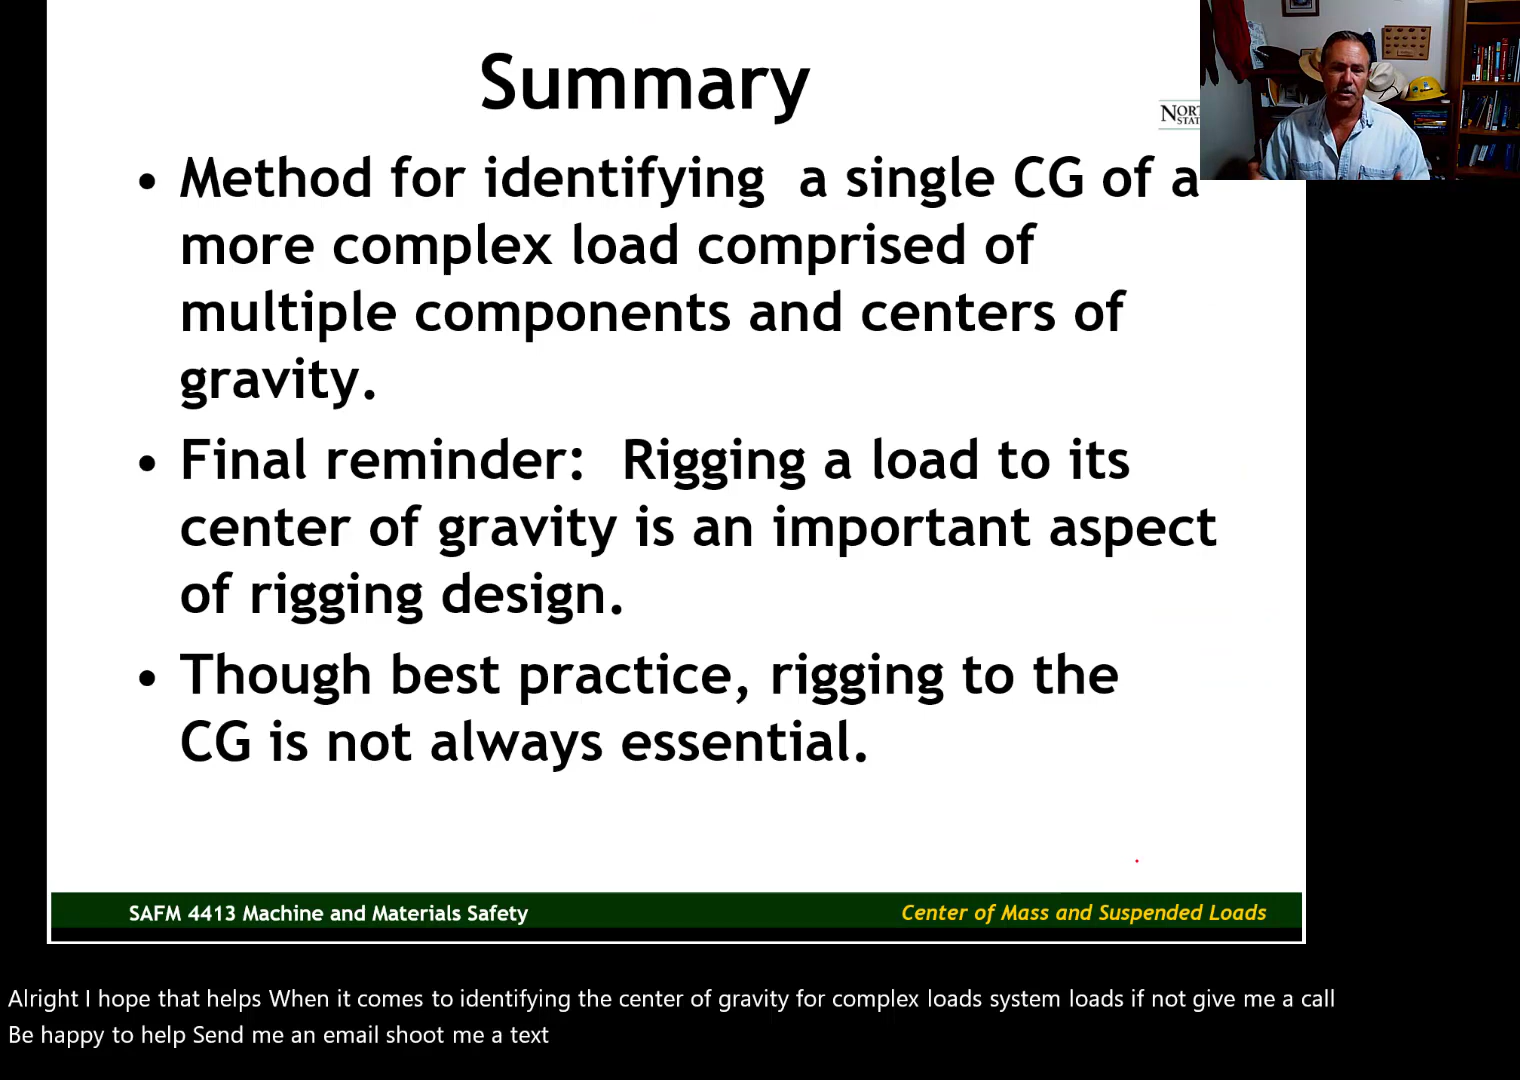 Summary
NOR
STAT
• Method for identifying  a single CG of a
more complex load comprised of
multiple components and centers of
gravity.
• Final reminder:  Rigging a load to its
center of gravity is an important aspect
of rigging design.
• Though best practice, rigging to the
CG is not always essential.
SAFM 4413 Machine and Materials Safety
Center of Mass and Suspended Loads
Alright I hope that helps When it comes to identifying the center of gravity for complex loads system loads if not give me a call
Be happy to help Send me an email shoot me a text